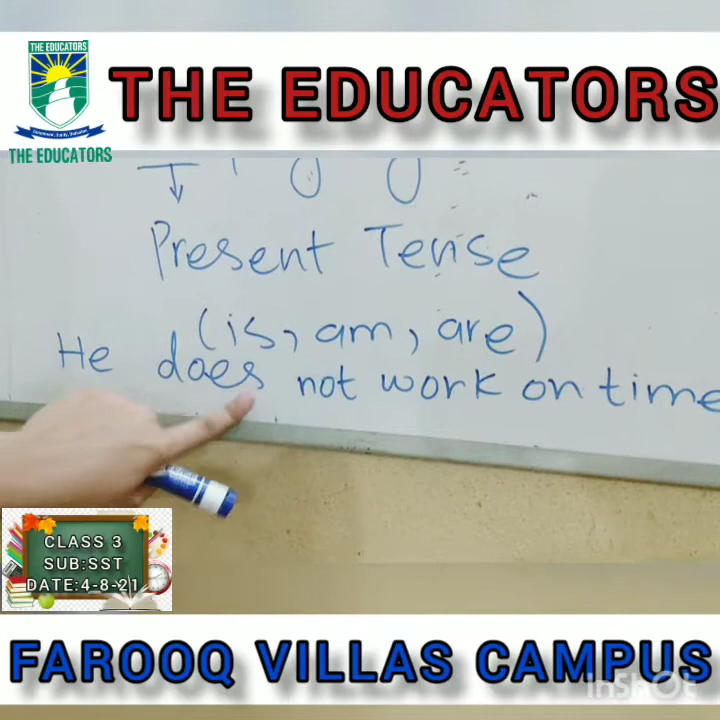 THE EDUCATORS
THE EDUCATORS
THE EDUCATORS
Present Tense
(is, am, are)
He does not work on time
CLASS 3
SUB:SST
DATE:4-8-21
FAROOQ VILLAS CAMPUS
InShOt